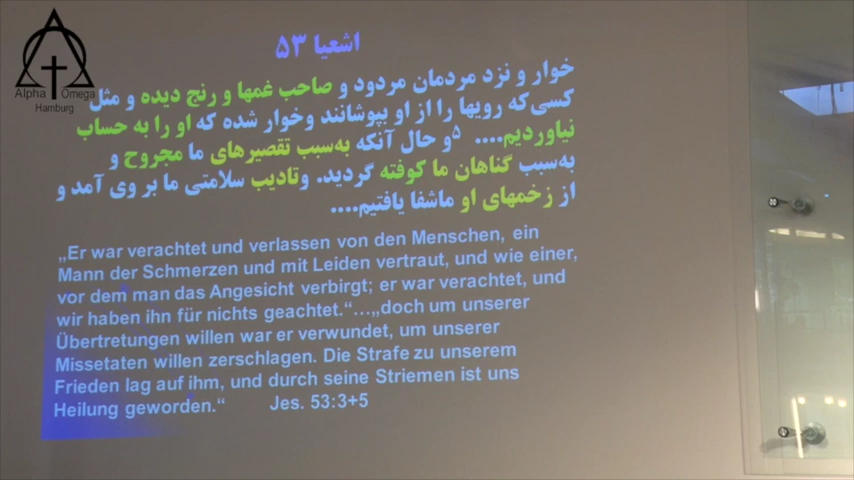 Alpha Omega
Hamburg
اشعیا ۵۳
خوار و نزد مردمان مردود و صاحب غمها و رنج دیده و مثل
کسی‌که رویها را از او بپوشانند وخوار شده که او را به حساب
نیاوردیم.... ۵و حال آنکه به‌سبب تقصیرهای ما مجروح و
به‌سبب گناهان ما کوفته گردید. وتادیب سلامتی ما بر وی آمد و
از زخمهای او ماشفا یافتیم....
„Er war verachtet und verlassen von den Menschen, ein
Mann der Schmerzen und mit Leiden vertraut, und wie einer,
vor dem man das Angesicht verbirgt; er war verachtet, und
wir haben ihn für nichts geachtet.“…„doch um unserer
Übertretungen willen war er verwundet, um unserer
Missetaten willen zerschlagen. Die Strafe zu unserem
Frieden lag auf ihm, und durch seine Striemen ist uns
Heilung geworden.“ Jes. 53:3+5